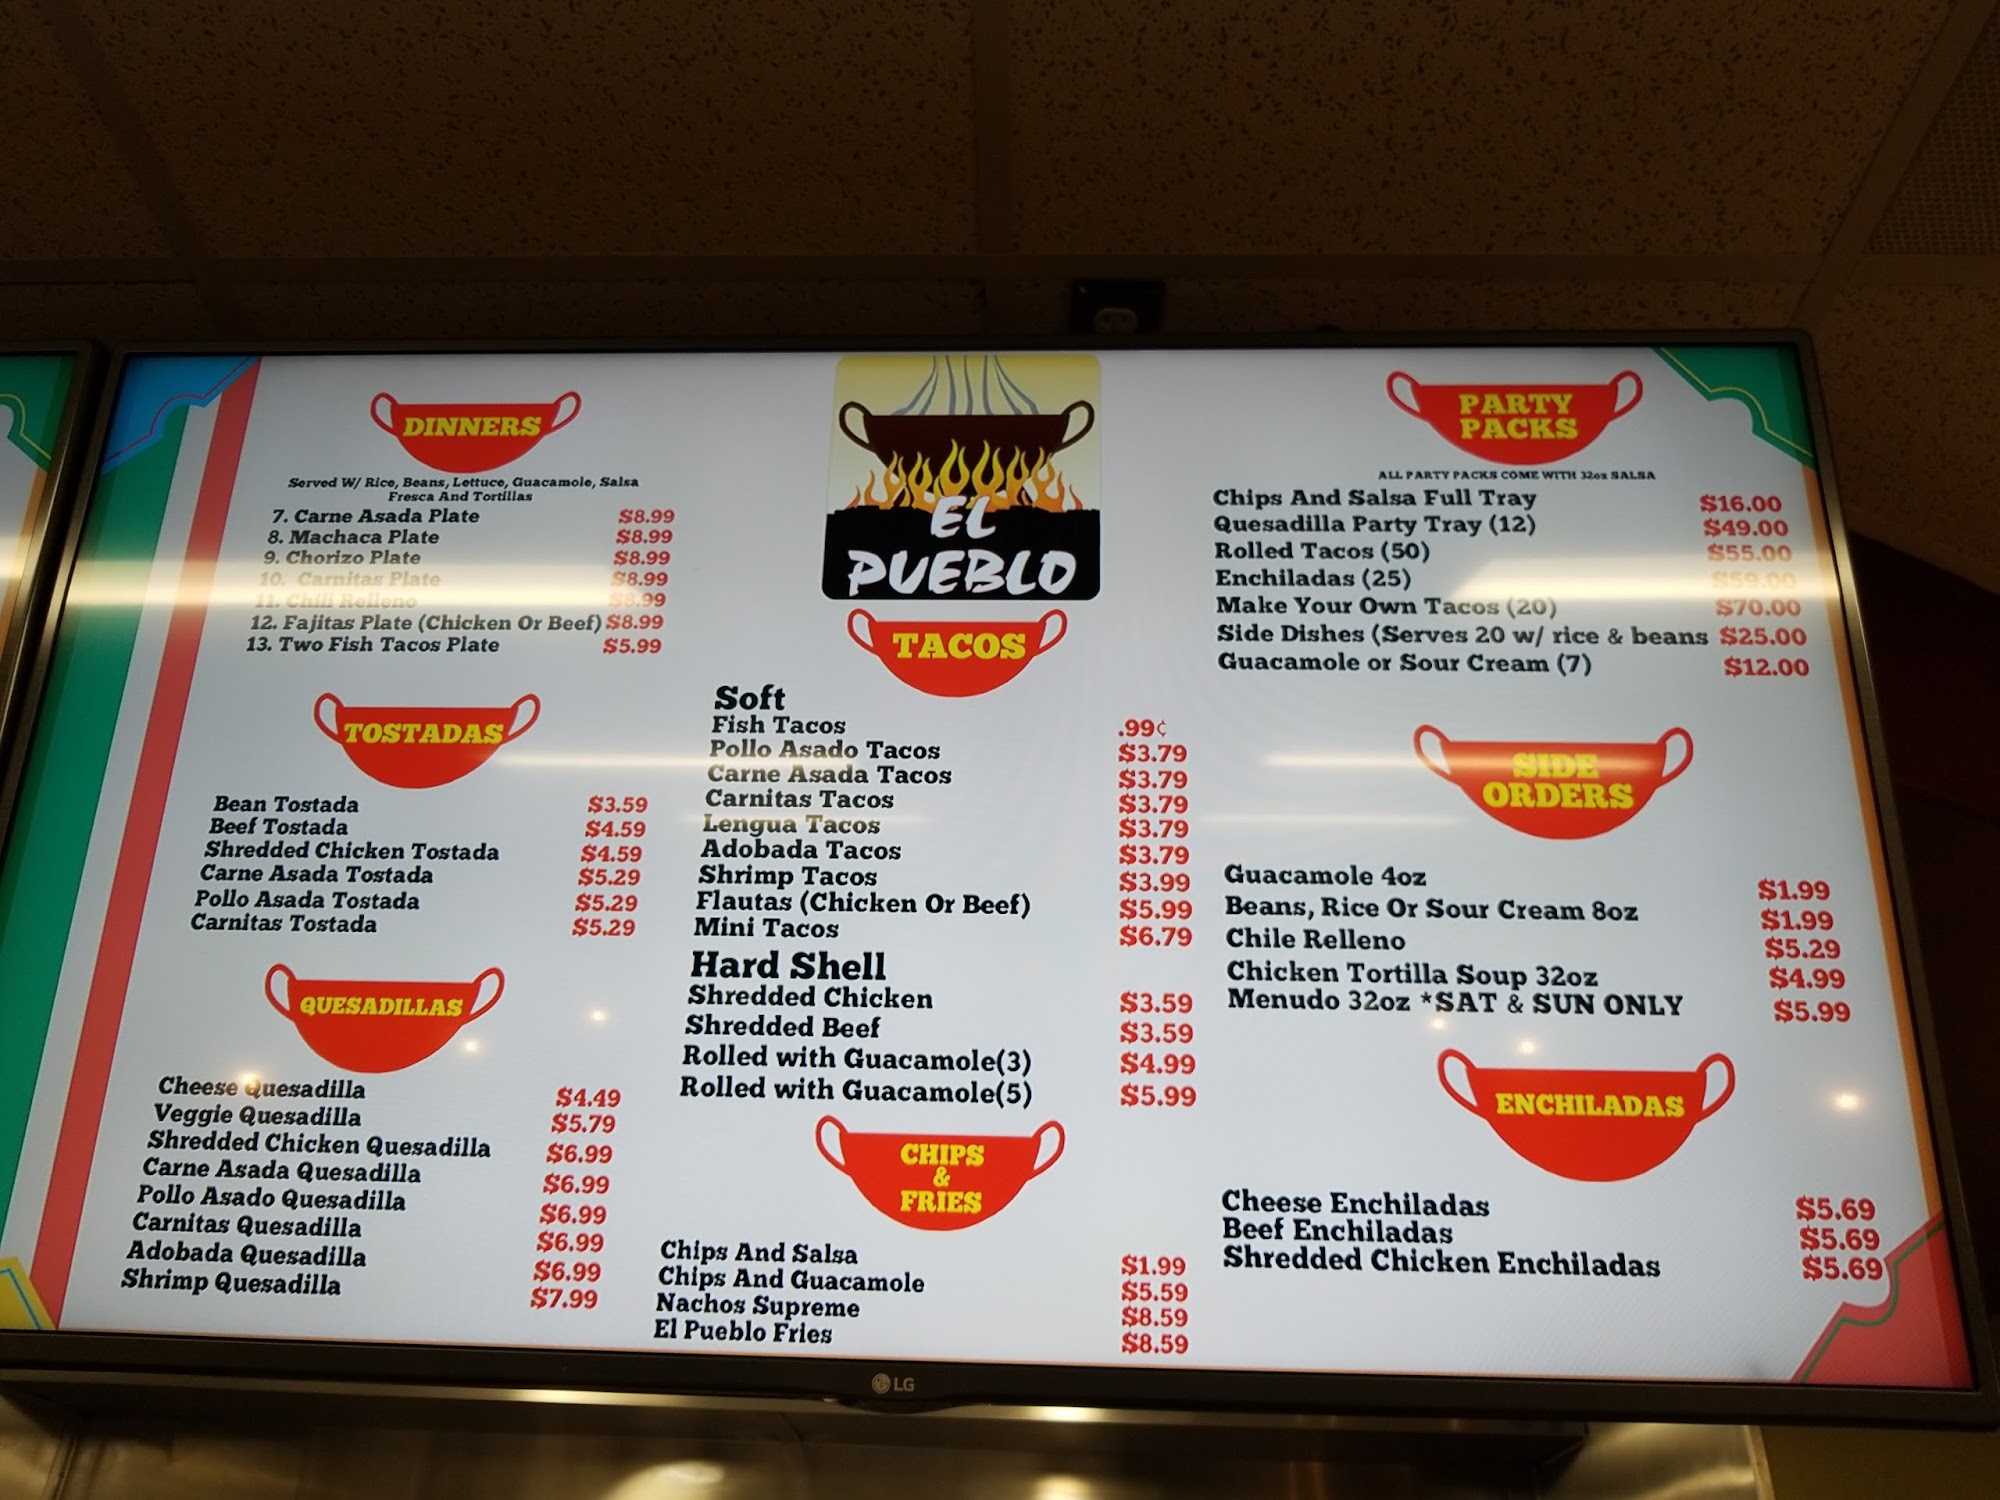 DINNERS
Served W/ Rice, Beans, Lettuce, Guacamole, Salsa
Fresca And Tortillas
7. Carne Asada Plate $8.99
8. Machaca Plate $8.99
9. Chorizo Plate $8.99
10. Carnitas Plate $8.99
11. Chili Relleno $8.99
12. Fajitas Plate (Chicken Or Beef) $8.99
13. Two Fish Tacos Plate $5.99
TOSTADAS
Bean Tostada $3.59
Beef Tostada $4.59
Shredded Chicken Tostada $4.59
Carne Asada Tostada $5.29
Pollo Asada Tostada $5.29
Carnitas Tostada $5.29
QUESADILLAS
Cheese Quesadilla $4.49
Veggie Quesadilla $5.79
Shredded Chicken Quesadilla $6.99
Carne Asada Quesadilla $6.99
Pollo Asado Quesadilla $6.99
Carnitas Quesadilla $6.99
Adobada Quesadilla $6.99
Shrimp Quesadilla $7.99
EL
PUEBLO
TACOS
Soft
Fish Tacos .99¢
Pollo Asado Tacos $3.79
Carne Asada Tacos $3.79
Carnitas Tacos $3.79
Lengua Tacos $3.79
Adobada Tacos $3.79
Shrimp Tacos $3.99
Flautas (Chicken Or Beef) $5.99
Mini Tacos $6.79
Hard Shell
Shredded Chicken $3.59
Shredded Beef $3.59
Rolled with Guacamole(3) $4.99
Rolled with Guacamole(5) $5.99
CHIPS
&
FRIES
Chips And Salsa $1.99
Chips And Guacamole $5.59
Nachos Supreme $8.59
El Pueblo Fries $8.59
PARTY
PACKS
ALL PARTY PACKS COME WITH 32oz SALSA
Chips And Salsa Full Tray $16.00
Quesadilla Party Tray (12) $49.00
Rolled Tacos (50) $55.00
Enchiladas (25) $59.00
Make Your Own Tacos (20) $70.00
Side Dishes (Serves 20 w/ rice & beans $25.00
Guacamole or Sour Cream (7) $12.00
SIDE
ORDERS
Guacamole 4oz $1.99
Beans, Rice Or Sour Cream 8oz $1.99
Chile Relleno $5.29
Chicken Tortilla Soup 32oz $4.99
Menudo 32oz *SAT & SUN ONLY $5.99
ENCHILADAS
Cheese Enchiladas $5.69
Beef Enchiladas $5.69
Shredded Chicken Enchiladas $5.69
LG